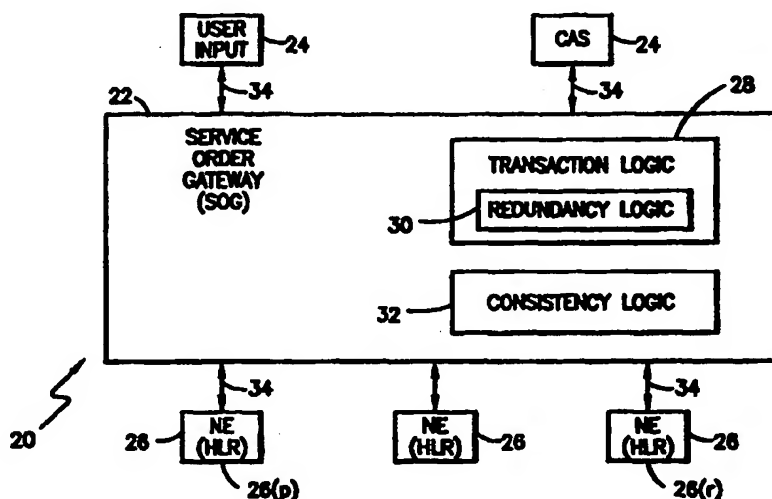 USER
INPUT
24
CAS
24
34
34
22
28
SERVICE
ORDER
GATEWAY
(SOG)
TRANSACTION LOGIC
30
REDUNDANCY LOGIC
32
CONSISTENCY LOGIC
34
34
20
26
NE
(HLR)
26(p)
NE
(HLR)
26
NE
(HLR)
26
26(r)